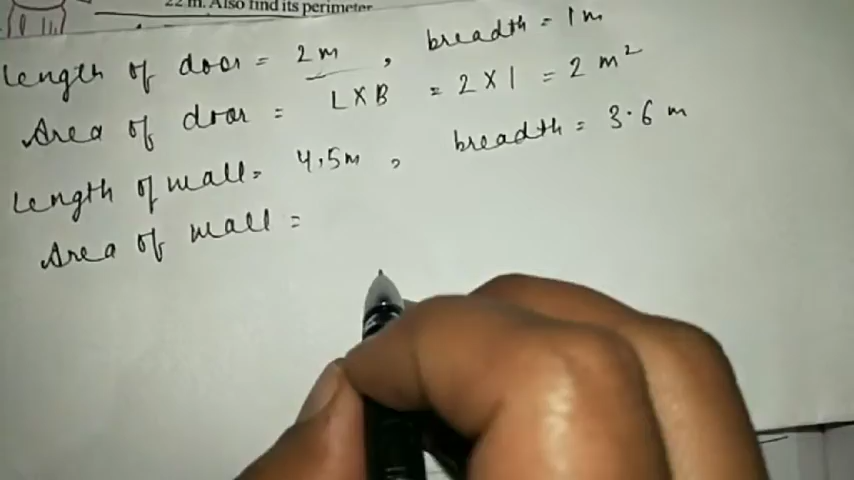 22 m. Also find its perimeter
Length of door = 2 m , breadth = 1 m
Area of door = L X B = 2 X 1 = 2 m²
Length of wall = 4.5m , breadth = 3.6 m
Area of wall =